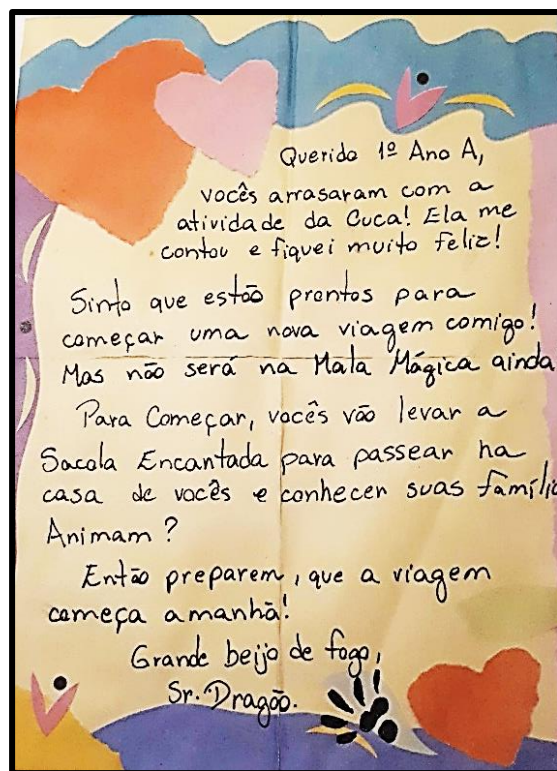 Querido 1º Ano A,
vocês arrasaram com a
atividade da Cuca! Ela me
contou e fiquei muito feliz!
Sinto que estão prontos para
começar uma nova viagem comigo!
Mas não será na Mala Mágica ainda
Para Começar, vocês vão levar a
Sacola Encantada para passear na
casa de vocês e conhecer suas famílic
Animam?
Então preparem, que a viagem
começa amanhã!
Grande beijo de fogo,
Sr. Dragão.